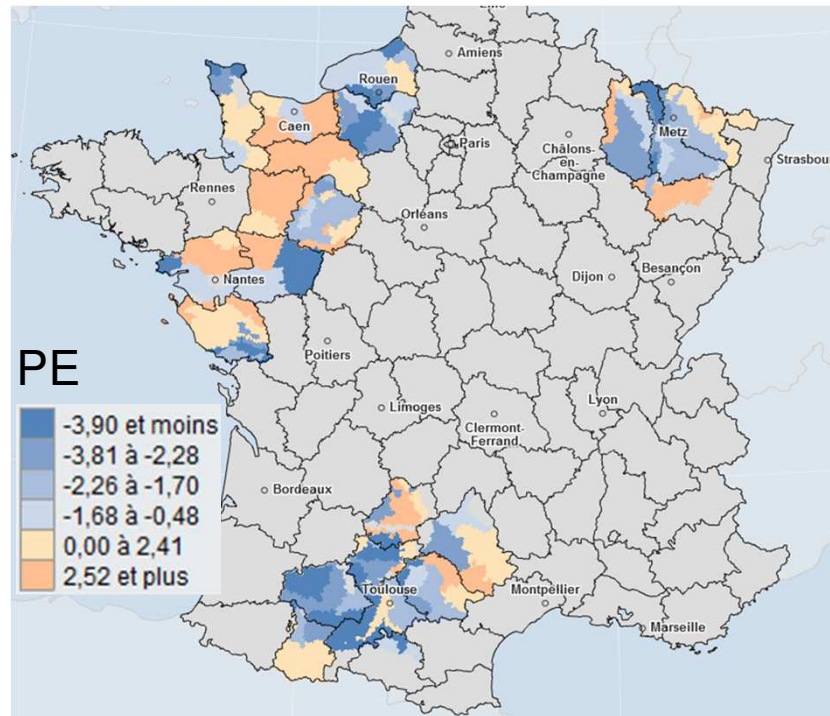 Lille
Amiens
Rouen
Caen
Metz
Paris
Châlons-
en-
Champagne
Strasbour
Rennes
Orléans
Nantes
Dijon
Besançon
Poitiers
PE
-3,90 et moins
-3,81 à -2,28
-2,26 à -1,70
-1,68 à -0,48
0,00 à 2,41
2,52 et plus
Limoges
Clermont-
Ferrand
Lyon
Bordeaux
Toulouse
Montpellier
Marseille